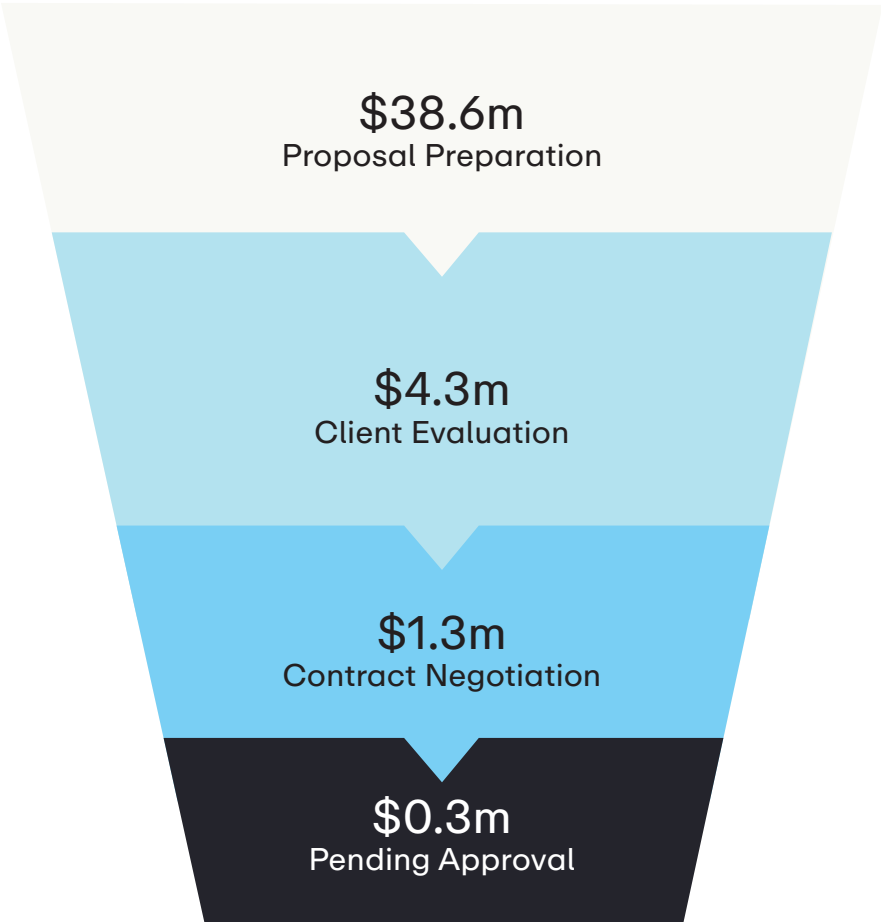 $38.6m
Proposal Preparation
$4.3m
Client Evaluation
$1.3m
Contract Negotiation
$0.3m
Pending Approval